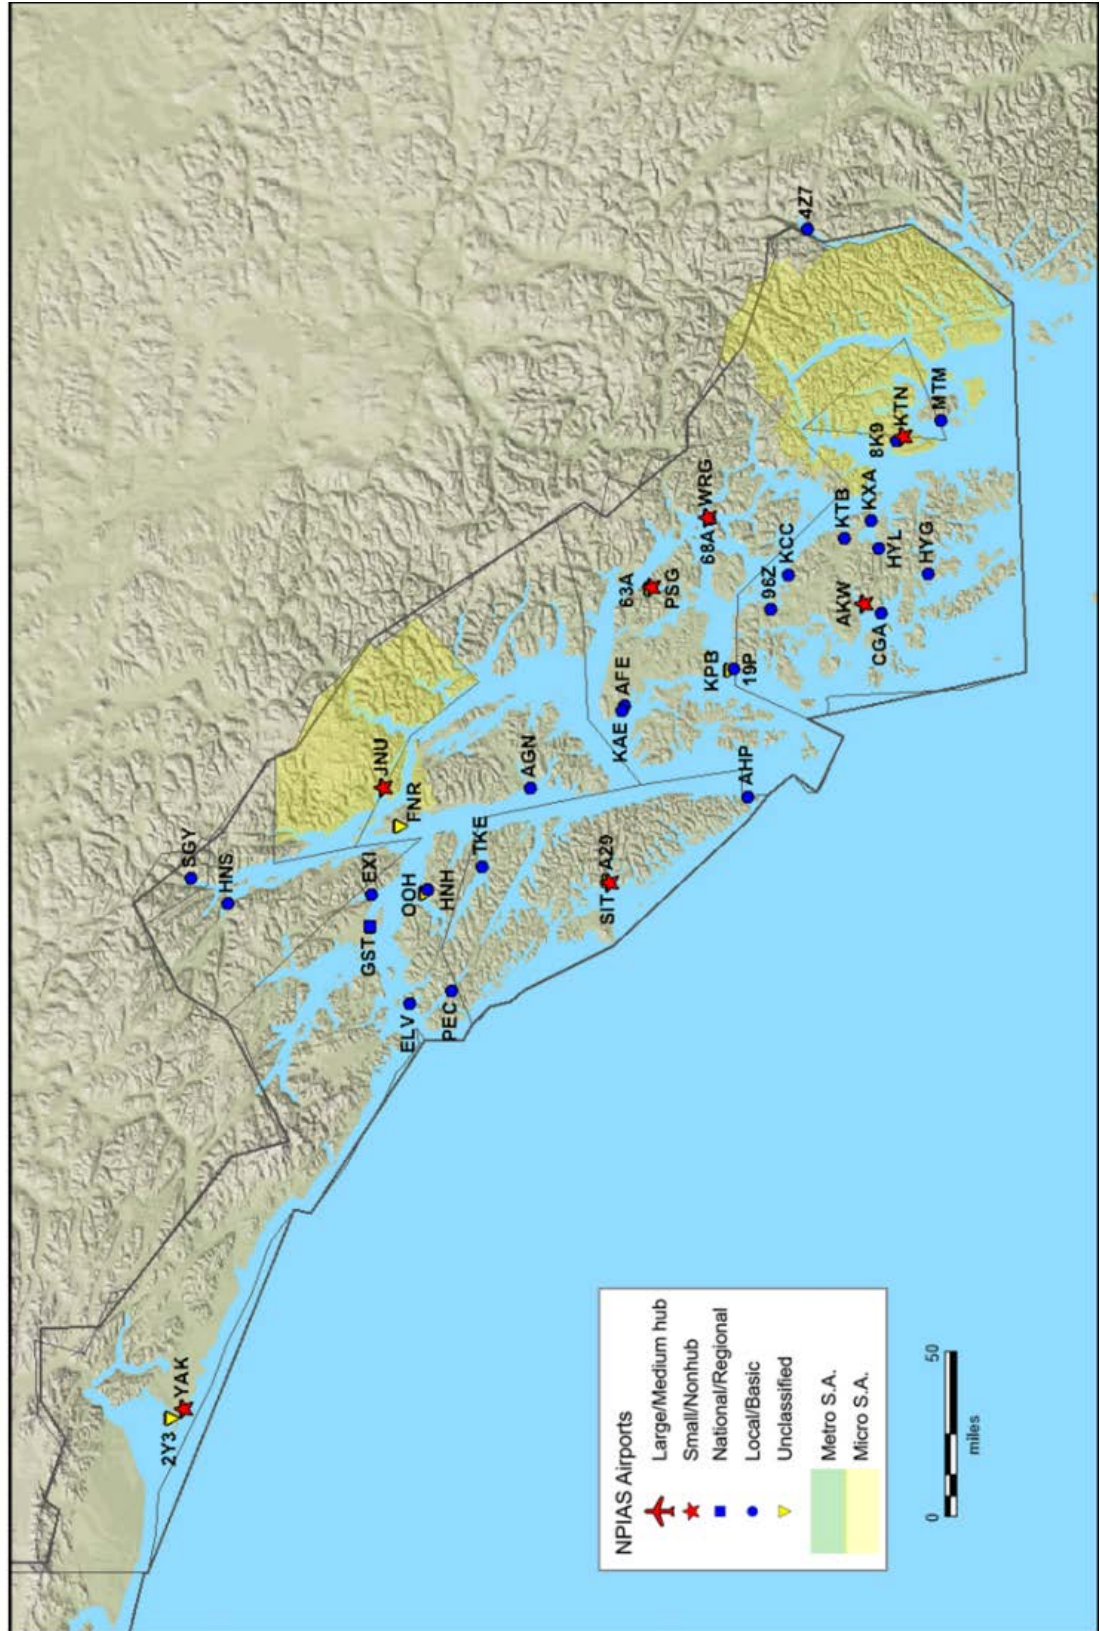 2Y3
YAK
SGY
HNS
JNU
FNR
EXI
GST
OOH
HNH
TKE
ELV
PEC
AGN
SIT
A29
KAE
AFE
AHP
63A
PSG
68A
WRG
KPB
19P
96Z
KCC
AKW
CGA
KTB
KXA
HYL
HYG
8K9
KTN
MTM
4Z7
NPIAS Airports
Large/Medium hub
Small/Nonhub
National/Regional
Local/Basic
Unclassified
Metro S.A.
Micro S.A.
0 50
miles